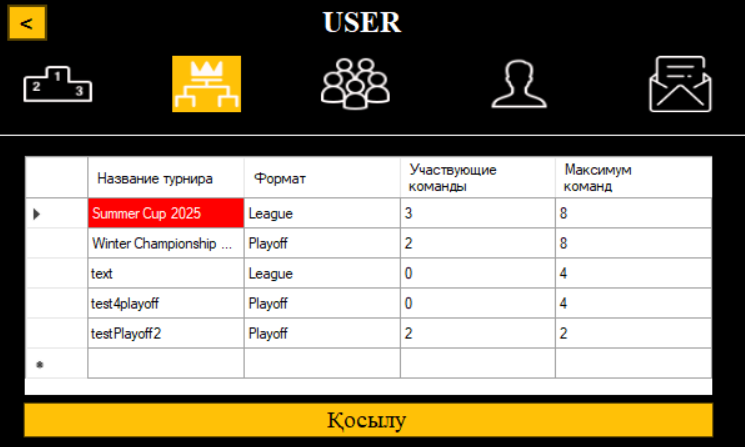 <
USER
1
2
3
Название турнира Формат Участвующие команды Максимум команд
Summer Cup 2025 League 3 8
Winter Championship ... Playoff 2 8
text League 0 4
test4playoff Playoff 0 4
testPlayoff2 Playoff 2 2
Қосылу